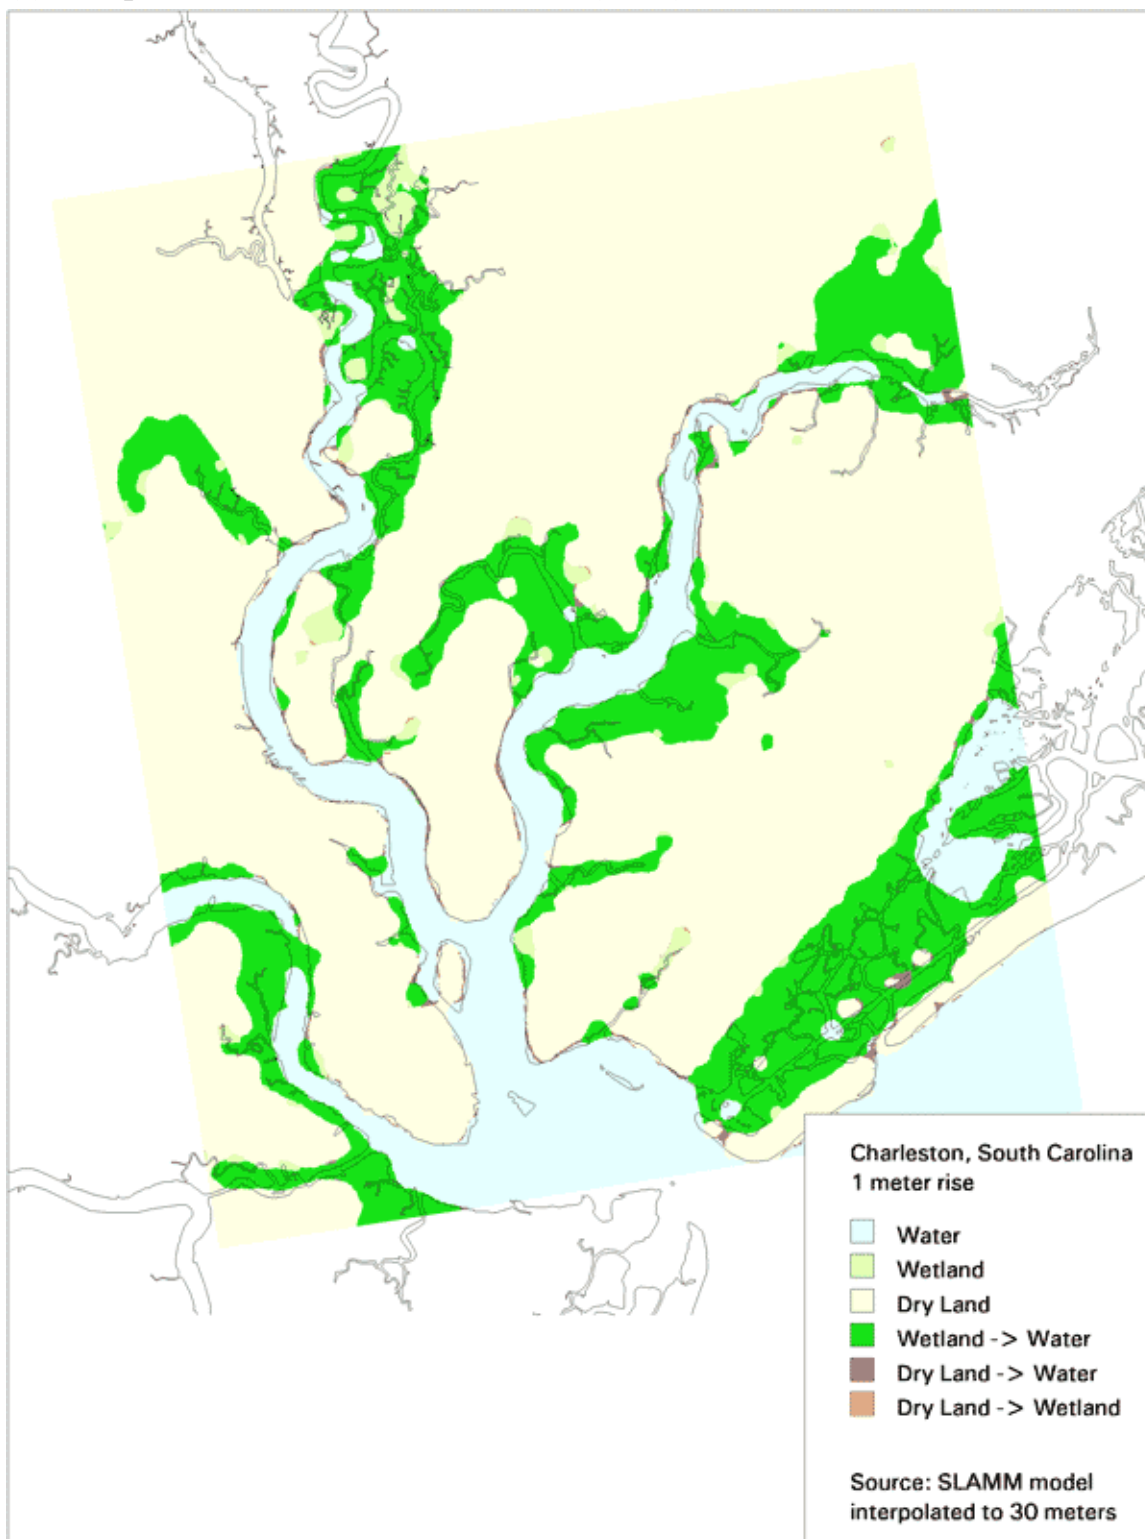 Charleston, South Carolina
1 meter rise
Water
Wetland
Dry Land
Wetland -> Water
Dry Land -> Water
Dry Land -> Wetland
Source: SLAMM model
interpolated to 30 meters